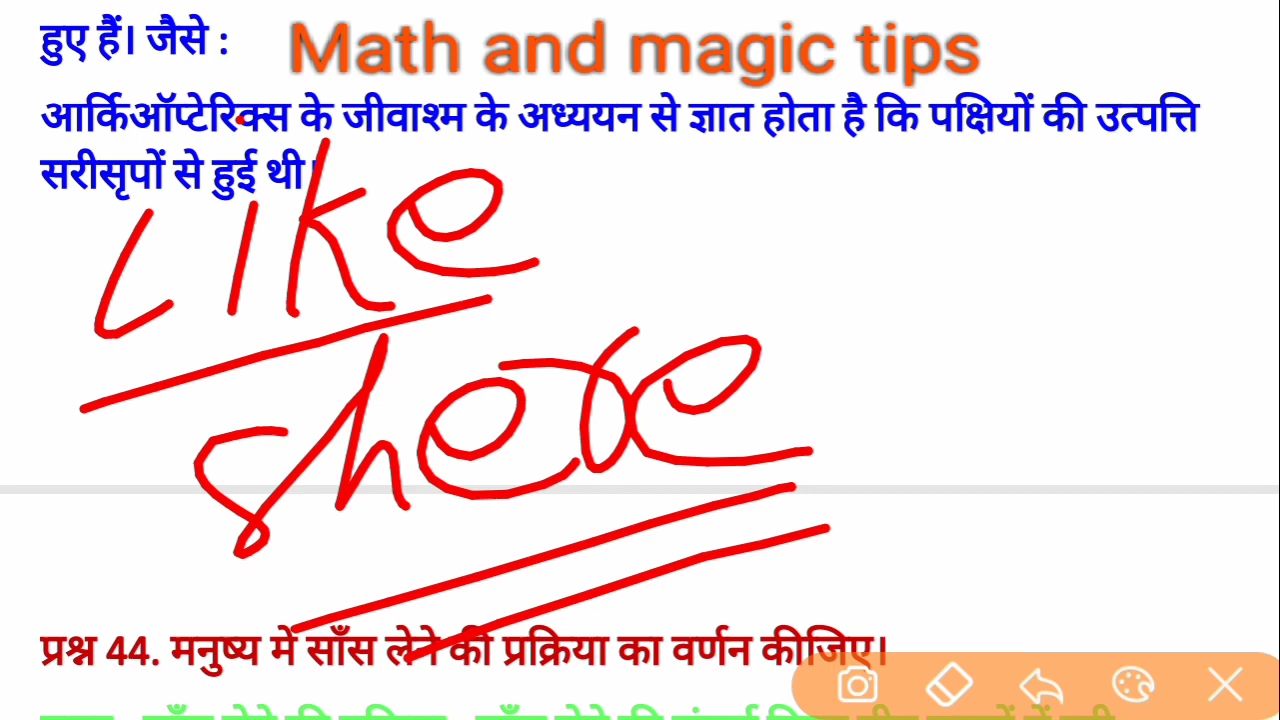 हुए हैं। जैसे : Math and magic tips
आर्किऑप्टेरिक्स के जीवाश्म के अध्ययन से ज्ञात होता है कि पक्षियों की उत्पत्ति
सरीसृपों से हुई थी।
Like
shere
प्रश्न 44. मनुष्य में साँस लेने की प्रक्रिया का वर्णन कीजिए।